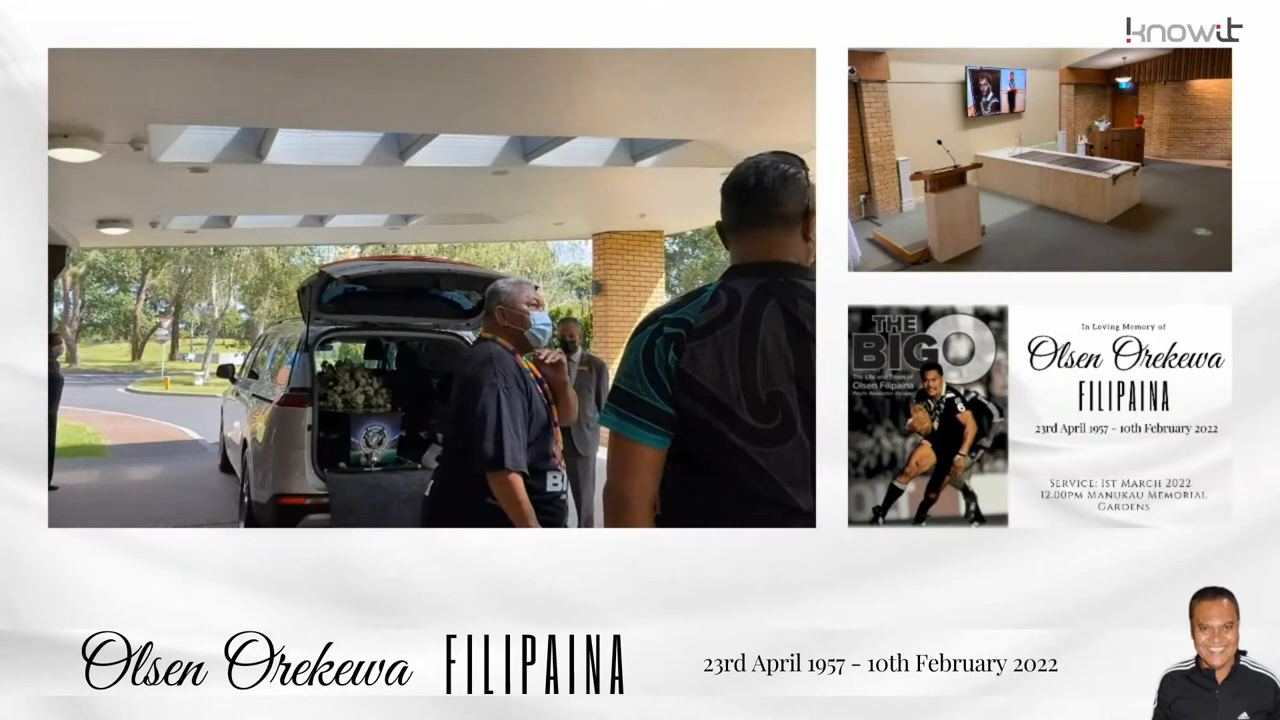 knowit
THE
BIG O
The Life and Times of
Olsen Filipaina
In Loving Memory of
Olsen Orekewa
FILIPAINA
23rd April 1957 - 10th February 2022
SERVICE: 1ST MARCH 2022
12.00PM MANUKAU MEMORIAL
GARDENS
Olsen Orekewa FILIPAINA
23rd April 1957 - 10th February 2022